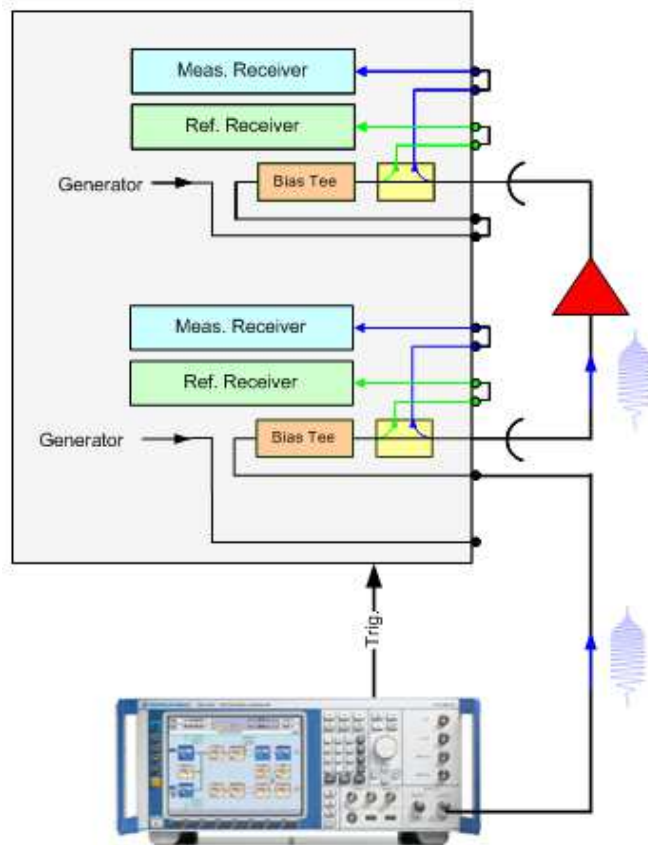 Meas. Receiver
Ref. Receiver
Generator
Bias Tee
Meas. Receiver
Ref. Receiver
Generator
Bias Tee
Trig.